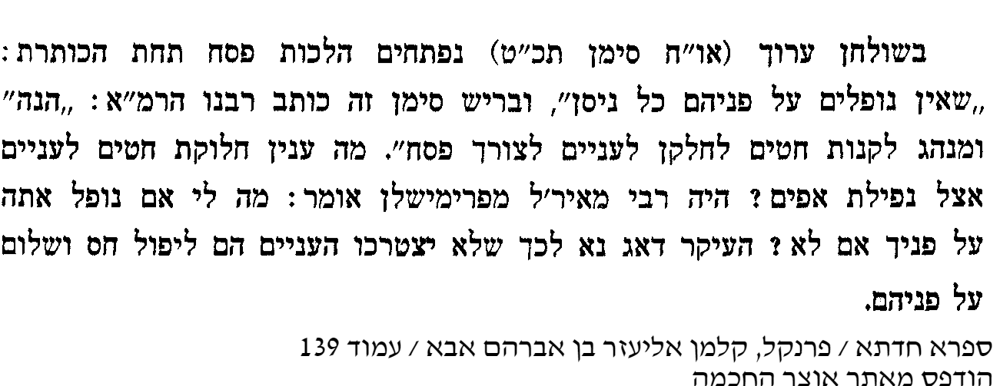 בשולחן ערוך (או״ח סימן תכ״ט) נפתחים הלכות פסח תחת הכותרת:
„שאין נופלים על פניהם כל ניסן״, ובריש סימן זה כותב רבנו הרמ״א: „הנה״
ומנהג לקנות חטים לחלקן לעניים לצורך פסח״. מה ענין חלוקת חטים לעניים
אצל נפילת אפים? היה רבי מאיר׳ל מפרימישלן אומר: מה לי אם נופל אתה
על פניך אם לא? העיקר דאג נא לכך שלא יצטרכו העניים הם ליפול חס ושלום
על פניהם.
ספרא חדתא / פרנקל, קלמן אליעזר בן אברהם אבא / עמוד 139
הודפס מאתר אוצר החכמה